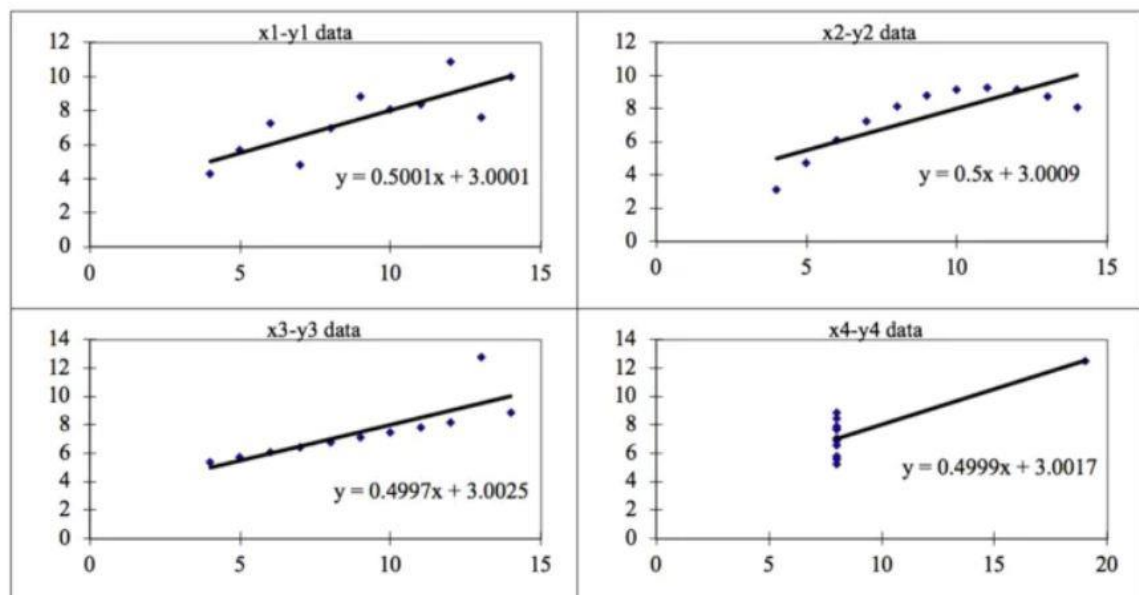 x1-y1 data
12
10
8
6
4
2
0
y = 0.5001x + 3.0001
0 5 10 15
x2-y2 data
12
10
8
6
4
2
0
y = 0.5x + 3.0009
0 5 10 15
x3-y3 data
14
12
10
8
6
4
2
0
y = 0.4997x + 3.0025
0 5 10 15
x4-y4 data
14
12
10
8
6
4
2
0
y = 0.4999x + 3.0017
0 5 10 15 20